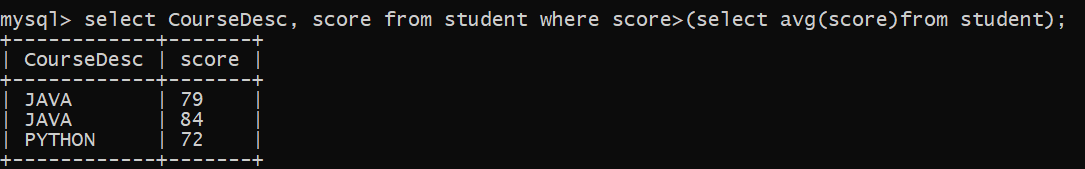 mysql> select CourseDesc, score from student where score>(select avg(score)from student);
+------------+-------+
| CourseDesc | score |
+------------+-------+
| JAVA       | 79    |
| JAVA       | 84    |
| PYTHON     | 72    |
+------------+-------+